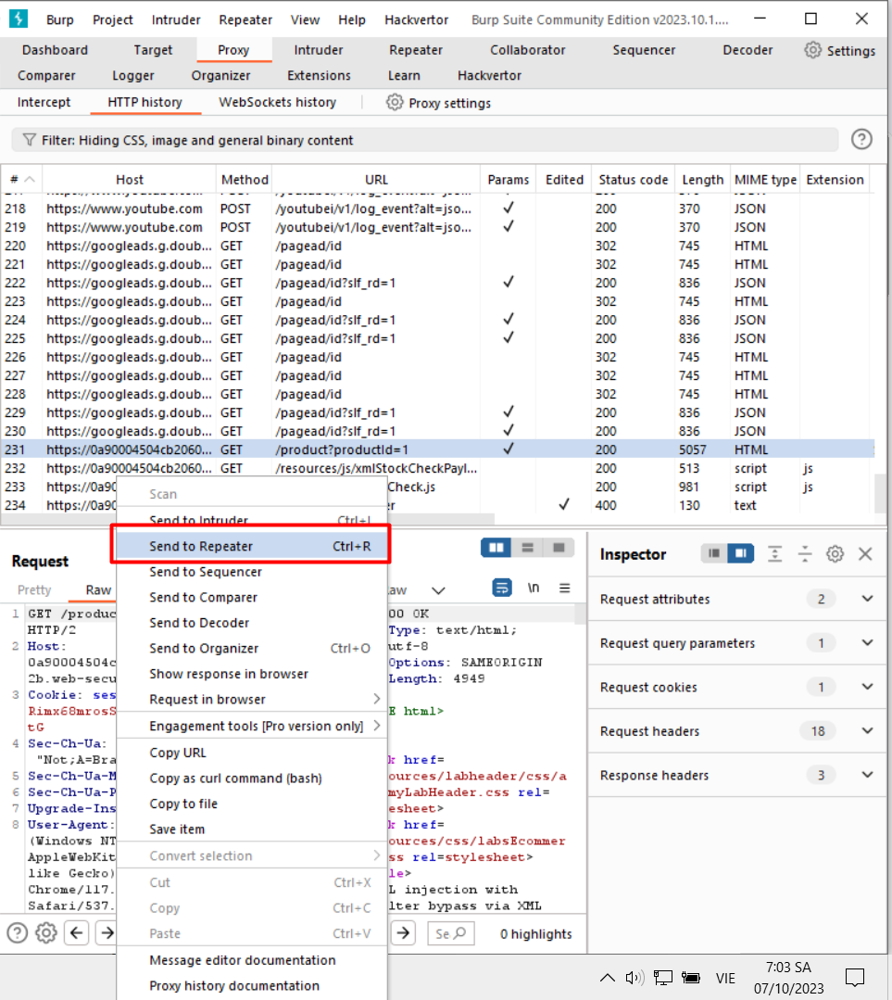 Burp Project Intruder Repeater View Help Hackvertor Burp Suite Community Edition v2023.10.1....
Dashboard Target Proxy Intruder Repeater Collaborator Sequencer Decoder Settings
Comparer Logger Organizer Extensions Learn Hackvertor
Intercept HTTP history WebSockets history Proxy settings
Filter: Hiding CSS, image and general binary content
# Host Method URL Params Edited Status code Length MIME type Extension
218 https://www.youtube.com POST /youtubei/v1/log_event?alt=jso... ✓ 200 370 JSON
219 https://www.youtube.com POST /youtubei/v1/log_event?alt=jso... ✓ 200 370 JSON
220 https://googleads.g.doub... GET /pagead/id 302 745 HTML
221 https://googleads.g.doub... GET /pagead/id 302 745 HTML
222 https://googleads.g.doub... GET /pagead/id?slf_rd=1 ✓ 200 836 JSON
223 https://googleads.g.doub... GET /pagead/id 302 745 HTML
224 https://googleads.g.doub... GET /pagead/id?slf_rd=1 ✓ 200 836 JSON
225 https://googleads.g.doub... GET /pagead/id?slf_rd=1 ✓ 200 836 JSON
226 https://googleads.g.doub... GET /pagead/id 302 745 HTML
227 https://googleads.g.doub... GET /pagead/id 302 745 HTML
228 https://googleads.g.doub... GET /pagead/id 302 745 HTML
229 https://googleads.g.doub... GET /pagead/id?slf_rd=1 ✓ 200 836 JSON
230 https://googleads.g.doub... GET /pagead/id?slf_rd=1 ✓ 200 836 JSON
231 https://0a90004504cb2060... GET /product?productId=1 ✓ 200 5057 HTML
232 https://0a90004504cb2060... GET /resources/js/xmlStockCheckPayl... 200 513 script js
233 https://0a90 Check.js 200 981 script js
234 https://0a90 er ✓ 400 130 text
Scan
Send to Intruder Ctrl+I
Send to Repeater Ctrl+R
Send to Sequencer
Send to Comparer
Send to Decoder
Send to Organizer Ctrl+O
Show response in browser
Request in browser
Engagement tools [Pro version only]
Copy URL
Copy as curl command (bash)
Copy to file
Save item
Convert selection
Cut Ctrl+X
Copy Ctrl+C
Paste Ctrl+V
Message editor documentation
Proxy history documentation
Request
Pretty Raw
1 GET /produc
HTTP/2
2 Host:
0a90004504c
2b.web-secu
3 Cookie: ses
Rimx68mrosS
tG
4 Sec-Ch-Ua:
"Not;A=Bra
5 Sec-Ch-Ua-M
6 Sec-Ch-Ua-P
7 Upgrade-Ins
8 User-Agent:
(Windows NT
AppleWebKit
like Gecko)
Chrome/117.
Safari/537.
aw \n
00 OK
Type: text/html;
utf-8
Options: SAMEORIGIN
Length: 4949
E html>
k href=
ources/labheader/css/a
myLabHeader.css rel=
esheet>
k href=
ources/css/labsEcommer
ss rel=stylesheet>
le>
L injection with
lter bypass via XML
Se
0 highlights
Inspector
Request attributes 2
Request query parameters 1
Request cookies 1
Request headers 18
Response headers 3
VIE
7:03 SA
07/10/2023